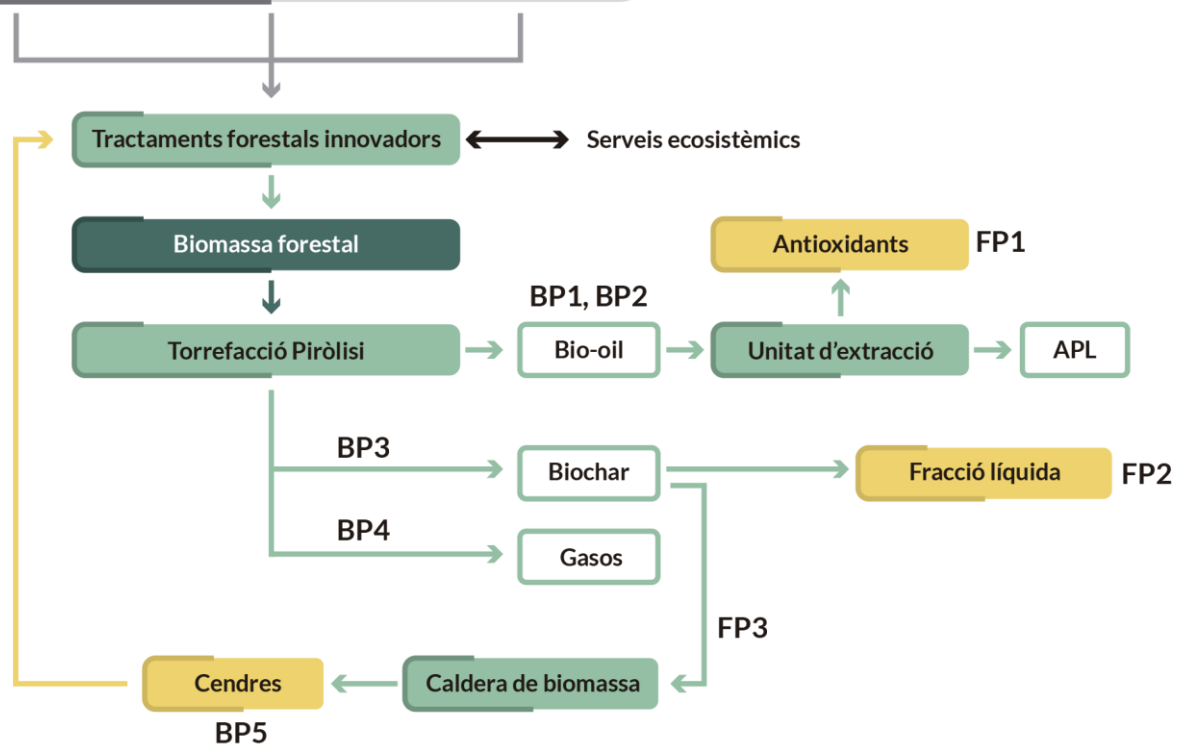 Tractaments forestals innovadors
Serveis ecosistèmics
Biomassa forestal
Antioxidants
FP1
BP1, BP2
Torrefacció Piròlisi
Bio-oil
Unitat d'extracció
APL
BP3
Biochar
Fracció líquida
FP2
BP4
Gasos
FP3
Cendres
Caldera de biomassa
BP5